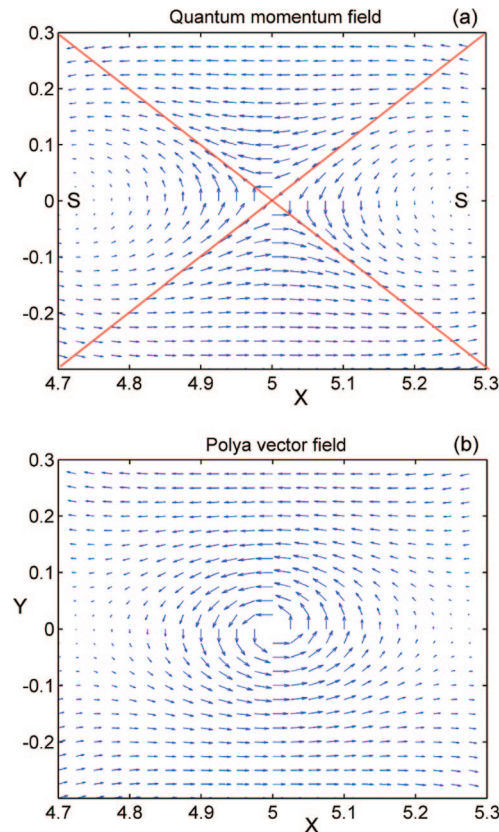 Quantum momentum field (a)
0.3
0.2
0.1
Y
S 0 S
-0.1
-0.2
4.7 4.8 4.9 5 5.1 5.2 5.3
X
Polya vector field (b)
0.3
0.2
0.1
Y
0
-0.1
-0.2
4.7 4.8 4.9 5 5.1 5.2 5.3
X